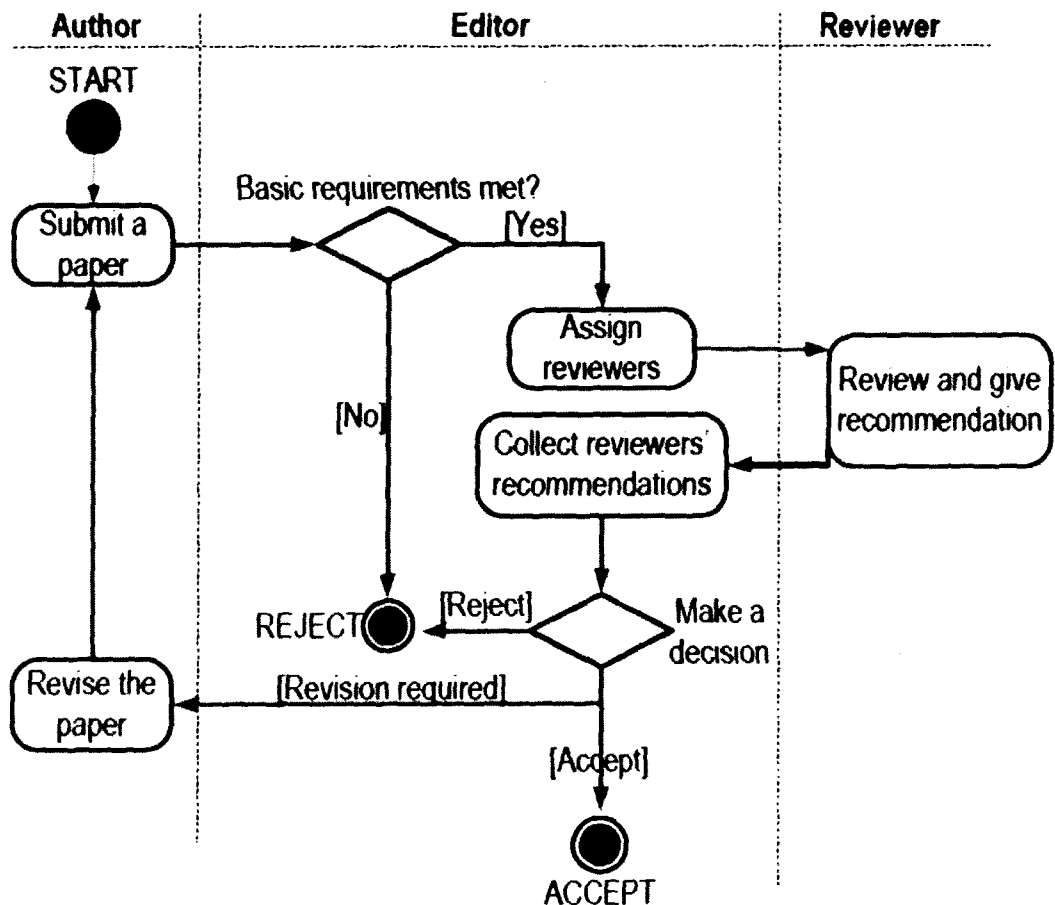 Author
Editor
Reviewer
START
Basic requirements met?
[Yes]
Submit a
paper
Assign
reviewers
Review and give
recommendation
[No]
Collect reviewers'
recommendations
REJECT
[Reject]
Make a
decision
Revise the
paper
[Revision required]
[Accept]
ACCEPT